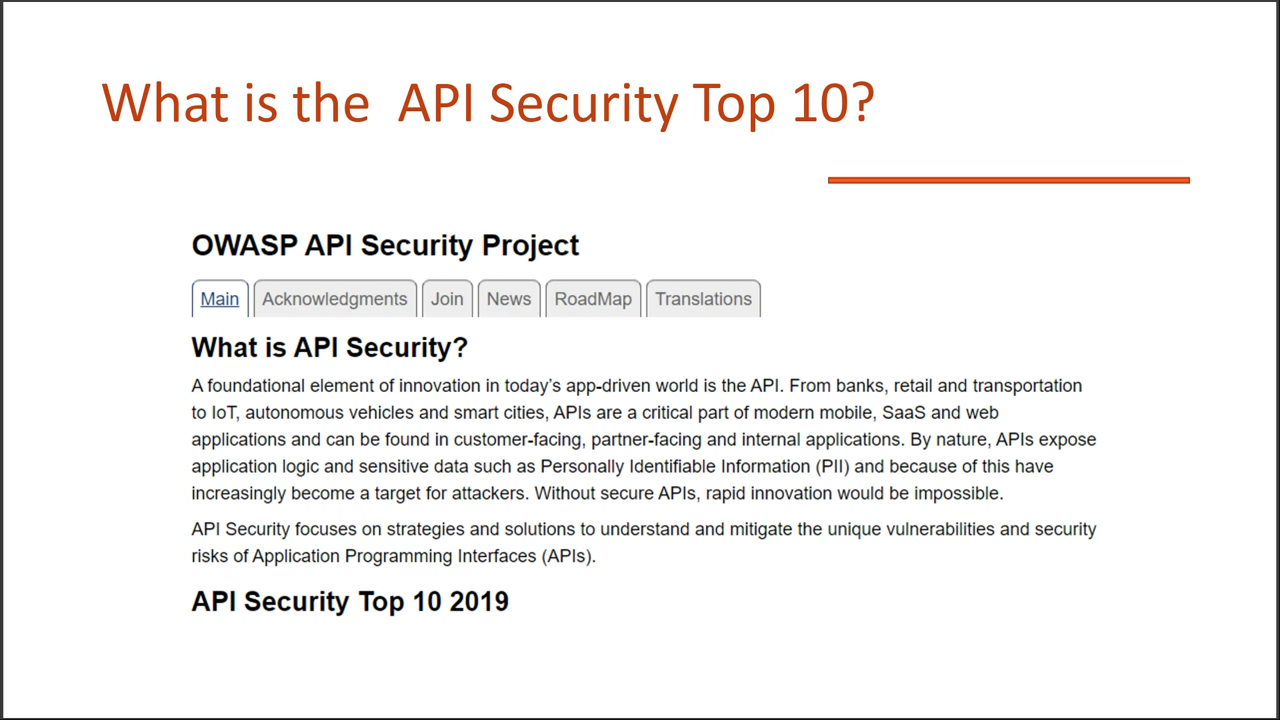 What is the  API Security Top 10?
OWASP API Security Project
Main Acknowledgments Join News RoadMap Translations
What is API Security?
A foundational element of innovation in today’s app-driven world is the API. From banks, retail and transportation
to IoT, autonomous vehicles and smart cities, APIs are a critical part of modern mobile, SaaS and web
applications and can be found in customer-facing, partner-facing and internal applications. By nature, APIs expose
application logic and sensitive data such as Personally Identifiable Information (PII) and because of this have
increasingly become a target for attackers. Without secure APIs, rapid innovation would be impossible.
API Security focuses on strategies and solutions to understand and mitigate the unique vulnerabilities and security
risks of Application Programming Interfaces (APIs).
API Security Top 10 2019